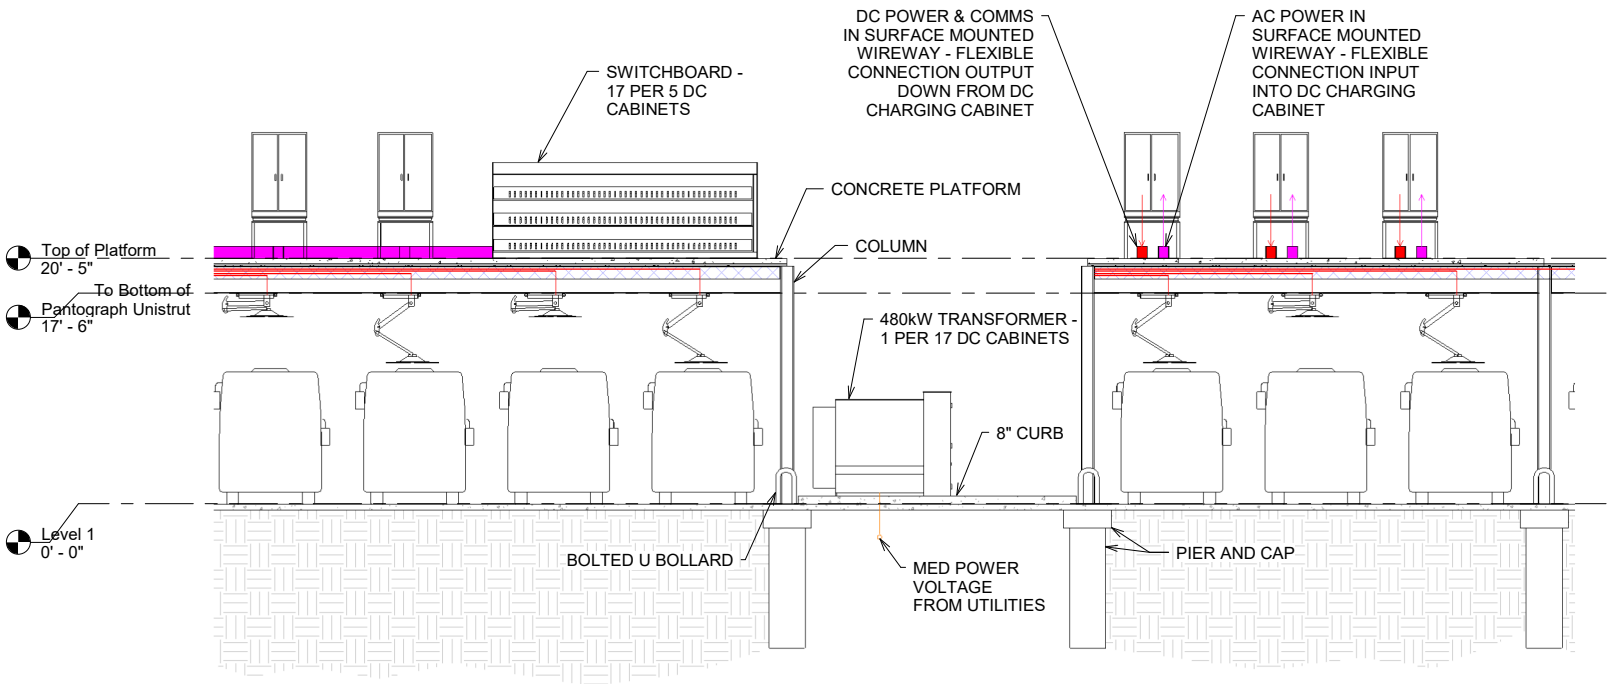 DC POWER & COMMS
IN SURFACE MOUNTED
WIREWAY - FLEXIBLE
CONNECTION OUTPUT
DOWN FROM DC
CHARGING CABINET
AC POWER IN
SURFACE MOUNTED
WIREWAY - FLEXIBLE
CONNECTION INPUT
INTO DC CHARGING
CABINET
SWITCHBOARD -
17 PER 5 DC
CABINETS
CONCRETE PLATFORM
COLUMN
Top of Platform
20' - 5"
To Bottom of
Pantograph Unistrut
17' - 6"
480kW TRANSFORMER -
1 PER 17 DC CABINETS
8" CURB
Level 1
0' - 0"
BOLTED U BOLLARD
MED POWER
VOLTAGE
FROM UTILITIES
PIER AND CAP